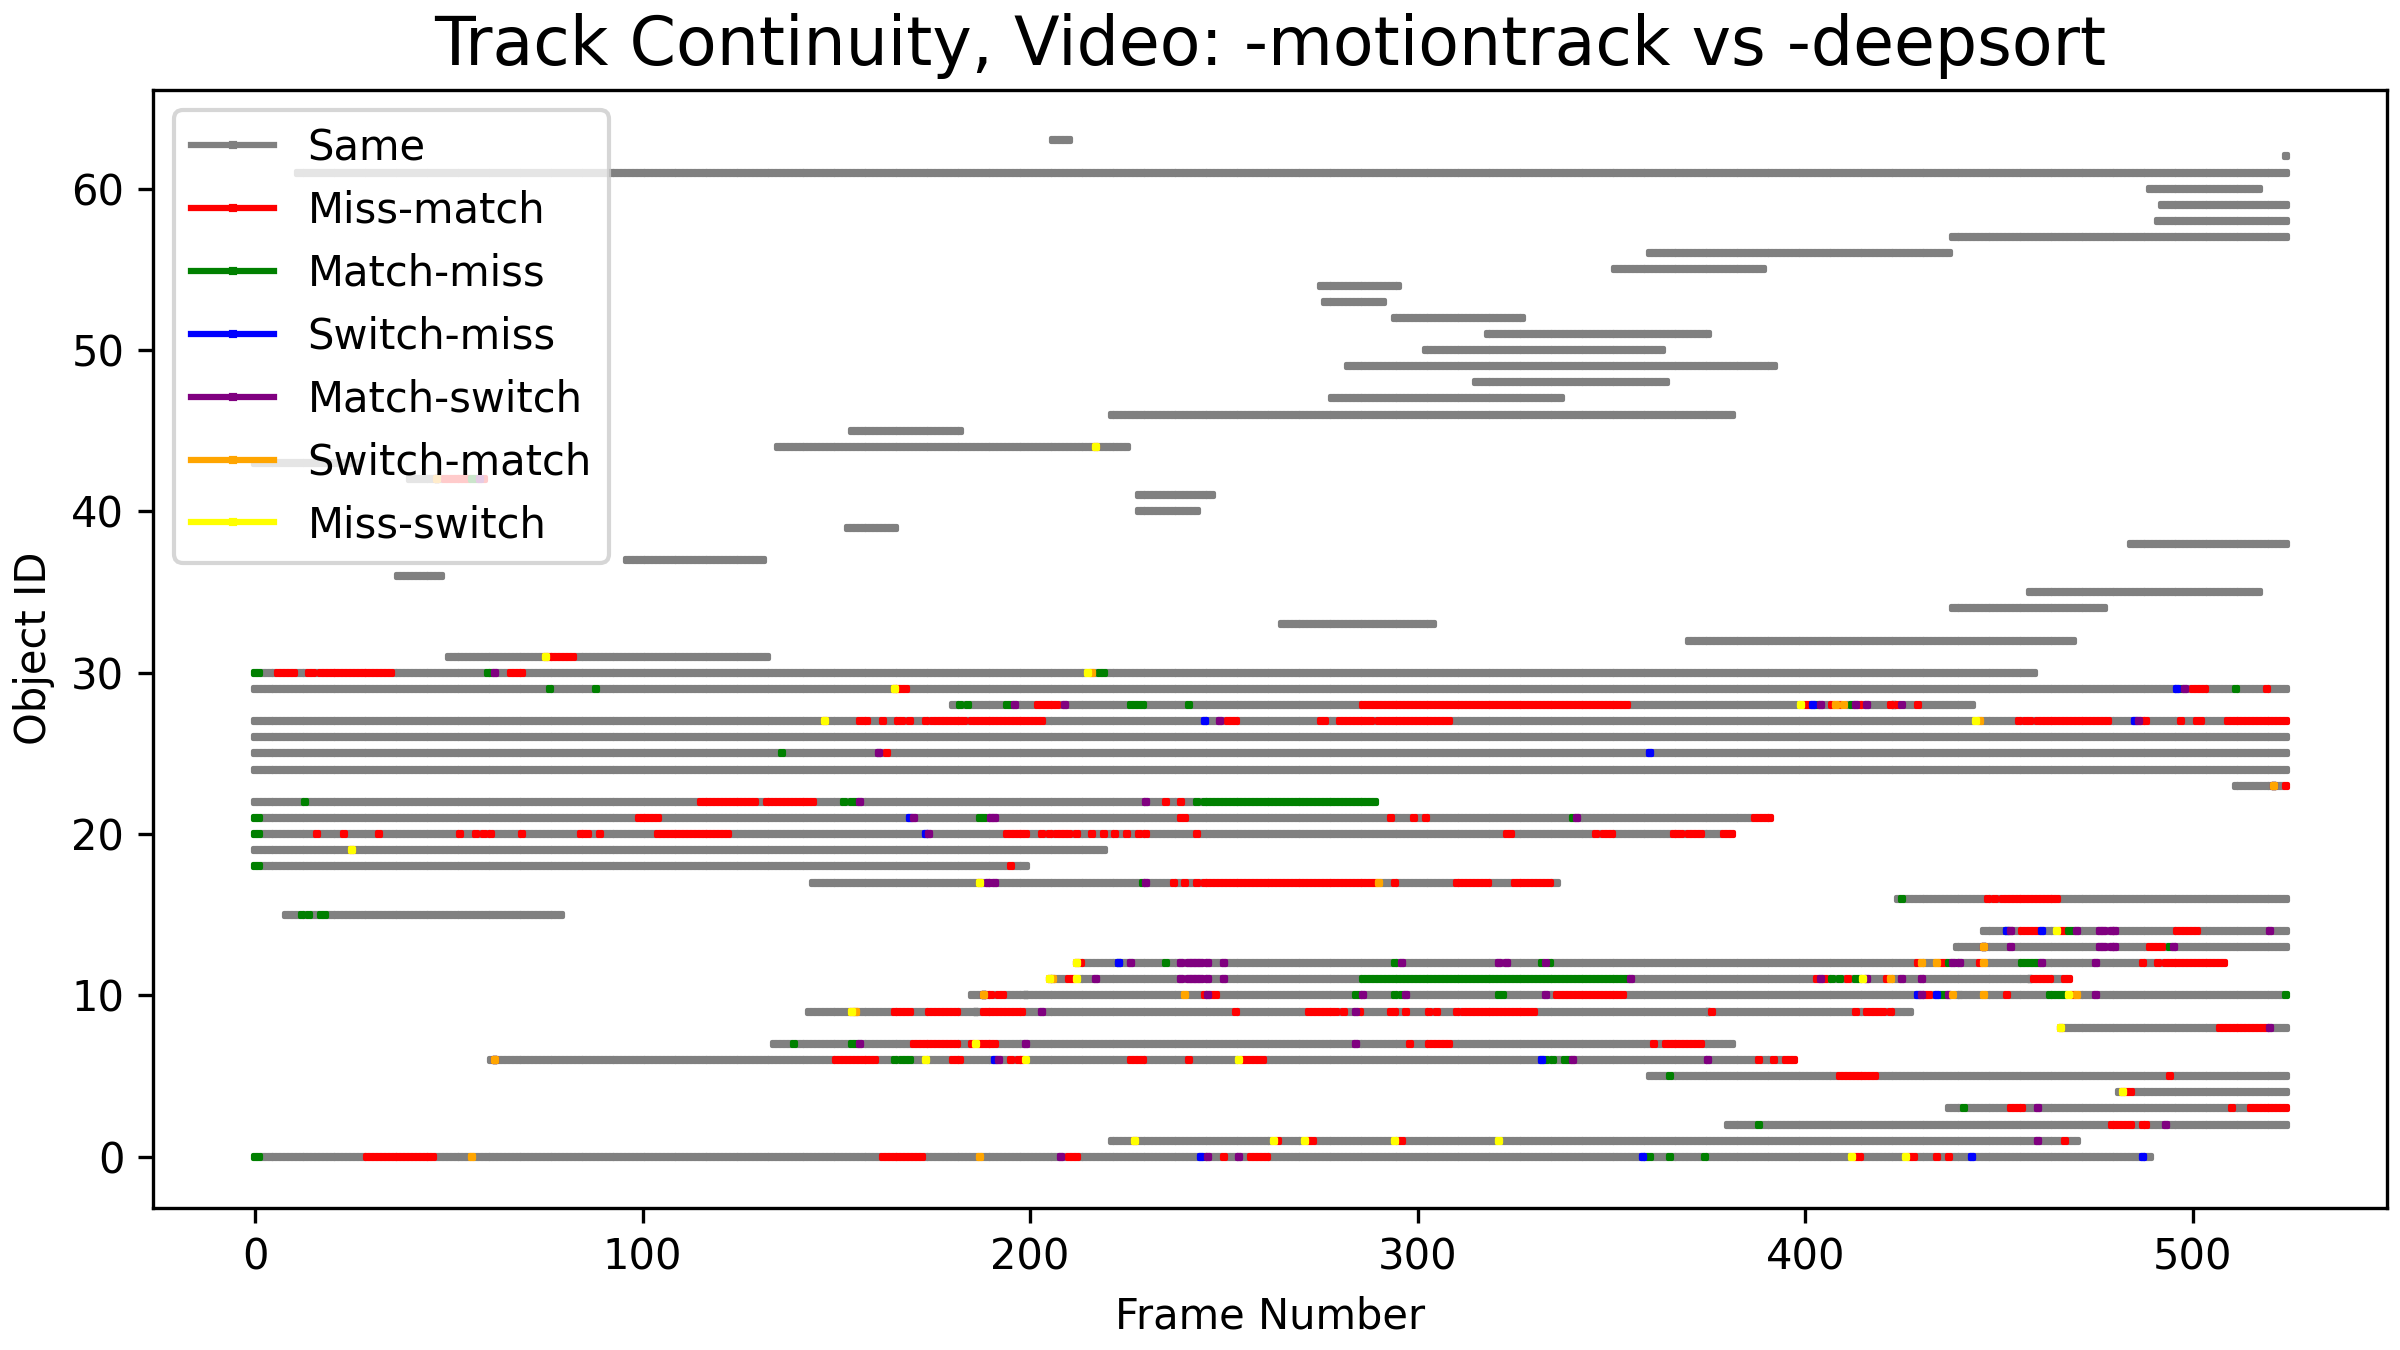 Track Continuity, Video: -motiontrack vs -deepsort
Same
Miss-match
Match-miss
Switch-miss
Match-switch
Switch-match
Miss-switch
60
50
40
30
20
10
0
Object ID
0 100 200 300 400 500
Frame Number